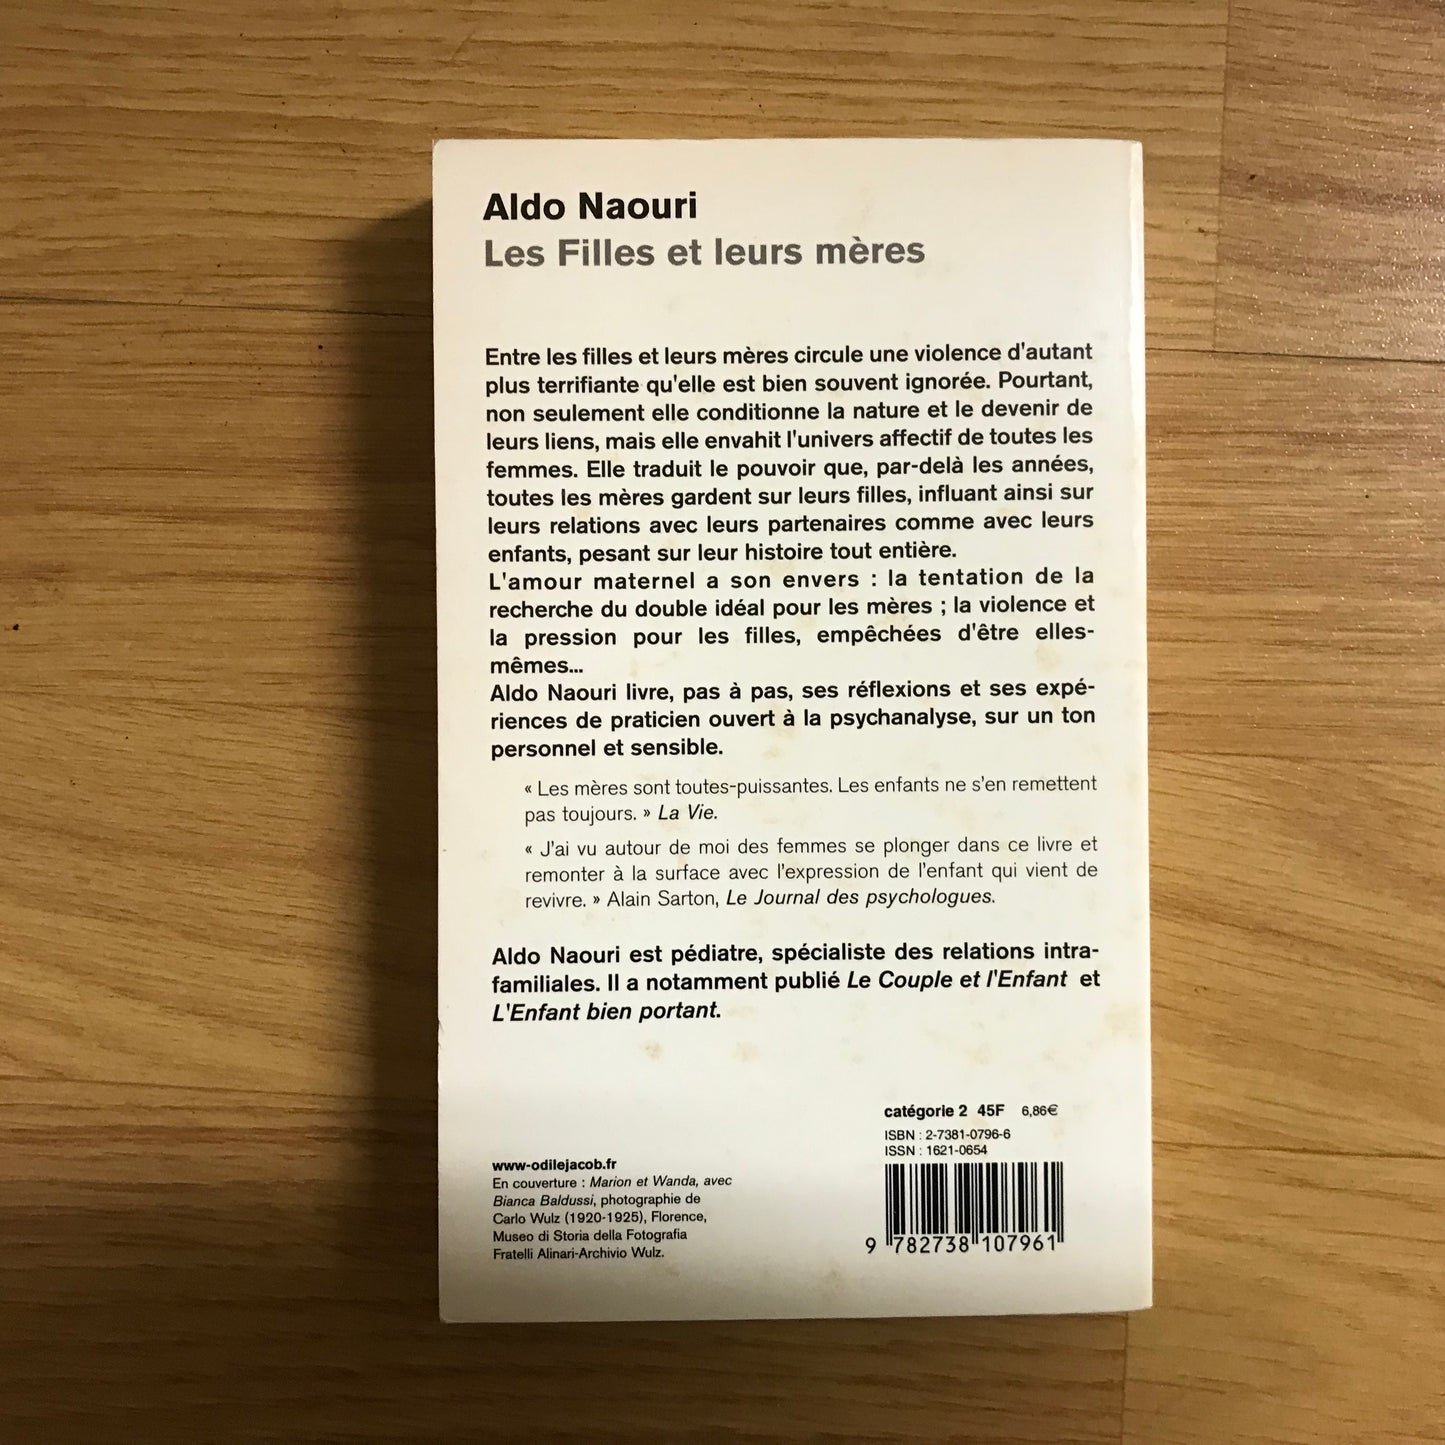 Aldo Naouri
Les Filles et leurs mères
Entre les filles et leurs mères circule une violence d'autant
plus terrifiante qu'elle est bien souvent ignorée. Pourtant,
non seulement elle conditionne la nature et le devenir de
leurs liens, mais elle envahit l'univers affectif de toutes les
femmes. Elle traduit le pouvoir que, par-delà les années,
toutes les mères gardent sur leurs filles, influant ainsi sur
leurs relations avec leurs partenaires comme avec leurs
enfants, pesant sur leur histoire tout entière.
L'amour maternel a son envers : la tentation de la
recherche du double idéal pour les mères ; la violence et
la pression pour les filles, empêchées d'être elles-
mêmes...
Aldo Naouri livre, pas à pas, ses réflexions et ses expé-
riences de praticien ouvert à la psychanalyse, sur un ton
personnel et sensible.
« Les mères sont toutes-puissantes. Les enfants ne s'en remettent
pas toujours. » La Vie.
« J'ai vu autour de moi des femmes se plonger dans ce livre et
remonter à la surface avec l'expression de l'enfant qui vient de
revivre. » Alain Sarton, Le Journal des psychologues.
Aldo Naouri est pédiatre, spécialiste des relations intra-
familiales. Il a notamment publié Le Couple et l'Enfant et
L'Enfant bien portant.
catégorie 2 45F 6,86€
ISBN : 2-7381-0796-6
ISSN : 1621-0654
www-odilejacob.fr
En couverture : Marion et Wanda, avec
Bianca Baldussi, photographie de
Carlo Wulz (1920-1925), Florence,
Museo di Storia della Fotografia
Fratelli Alinari-Archivio Wulz.
9 782738 107961